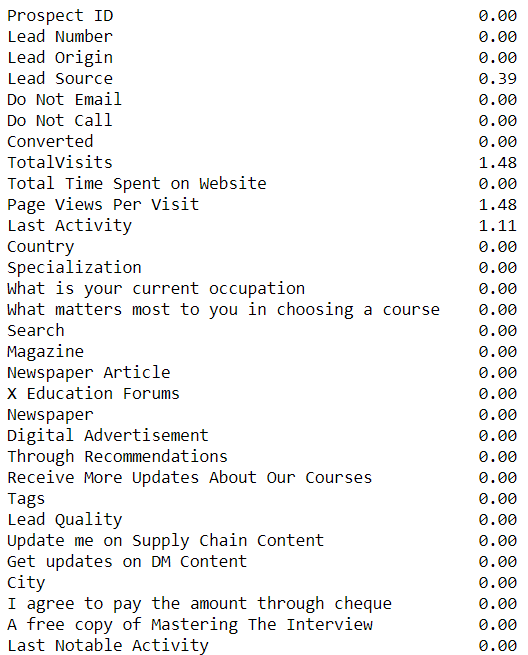 Prospect ID 0.00
Lead Number 0.00
Lead Origin 0.00
Lead Source 0.39
Do Not Email 0.00
Do Not Call 0.00
Converted 0.00
TotalVisits 1.48
Total Time Spent on Website 0.00
Page Views Per Visit 1.48
Last Activity 1.11
Country 0.00
Specialization 0.00
What is your current occupation 0.00
What matters most to you in choosing a course 0.00
Search 0.00
Magazine 0.00
Newspaper Article 0.00
X Education Forums 0.00
Newspaper 0.00
Digital Advertisement 0.00
Through Recommendations 0.00
Receive More Updates About Our Courses 0.00
Tags 0.00
Lead Quality 0.00
Update me on Supply Chain Content 0.00
Get updates on DM Content 0.00
City 0.00
I agree to pay the amount through cheque 0.00
A free copy of Mastering The Interview 0.00
Last Notable Activity 0.00